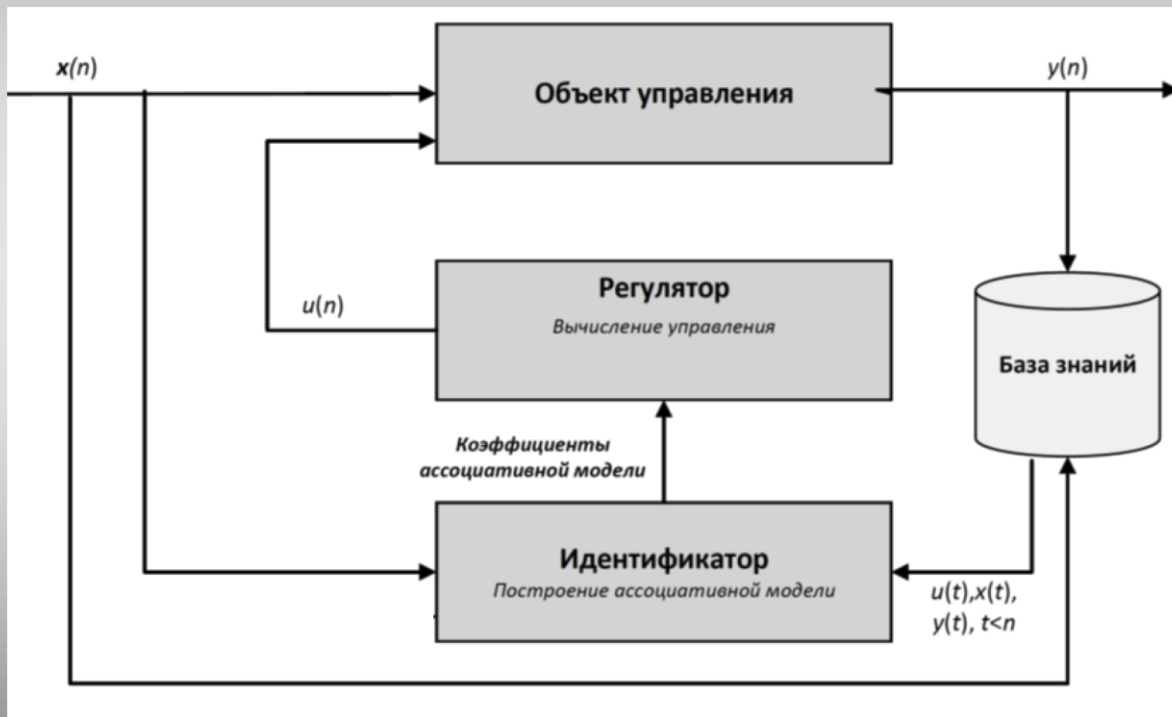 x(n)
Объект управления
y(n)
Регулятор
Вычисление управления
u(n)
База знаний
Коэффициенты
ассоциативной модели
Идентификатор
Построение ассоциативной модели
u(t),x(t),
y(t), t<n